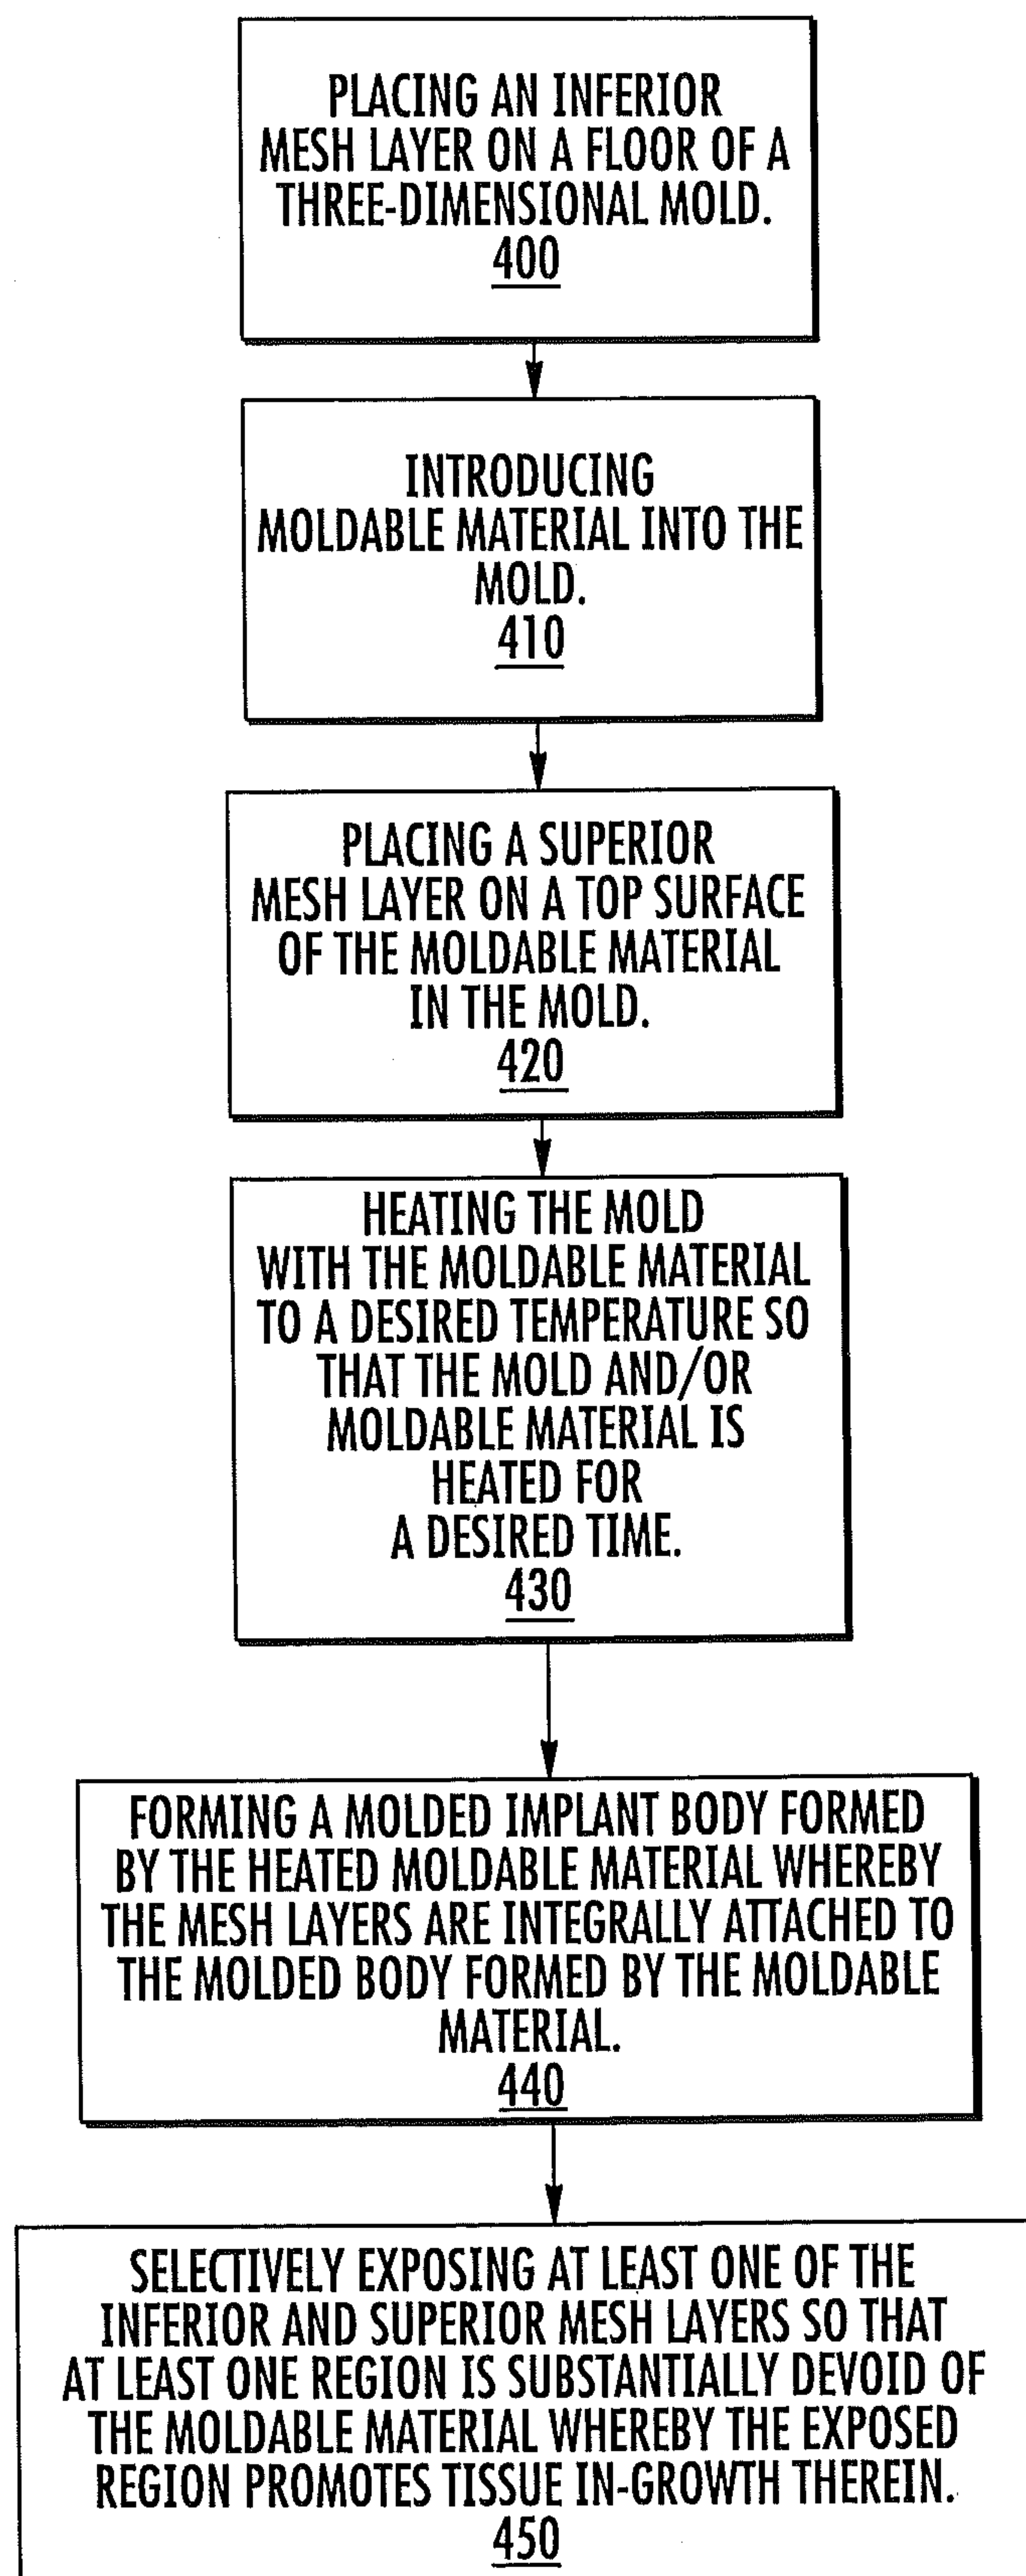 PLACING AN INFERIOR
MESH LAYER ON A FLOOR OF A
THREE-DIMENSIONAL MOLD.
400
INTRODUCING
MOLDABLE MATERIAL INTO THE
MOLD.
410
PLACING A SUPERIOR
MESH LAYER ON A TOP SURFACE
OF THE MOLDABLE MATERIAL
IN THE MOLD.
420
HEATING THE MOLD
WITH THE MOLDABLE MATERIAL
TO A DESIRED TEMPERATURE SO
THAT THE MOLD AND/OR
MOLDABLE MATERIAL IS
HEATED FOR
A DESIRED TIME.
430
FORMING A MOLDED IMPLANT BODY FORMED
BY THE HEATED MOLDABLE MATERIAL WHEREBY
THE MESH LAYERS ARE INTEGRALLY ATTACHED TO
THE MOLDED BODY FORMED BY THE MOLDABLE
MATERIAL.
440
SELECTIVELY EXPOSING AT LEAST ONE OF THE
INFERIOR AND SUPERIOR MESH LAYERS SO THAT
AT LEAST ONE REGION IS SUBSTANTIALLY DEVOID OF
THE MOLDABLE MATERIAL WHEREBY THE EXPOSED
REGION PROMOTES TISSUE IN-GROWTH THEREIN.
450